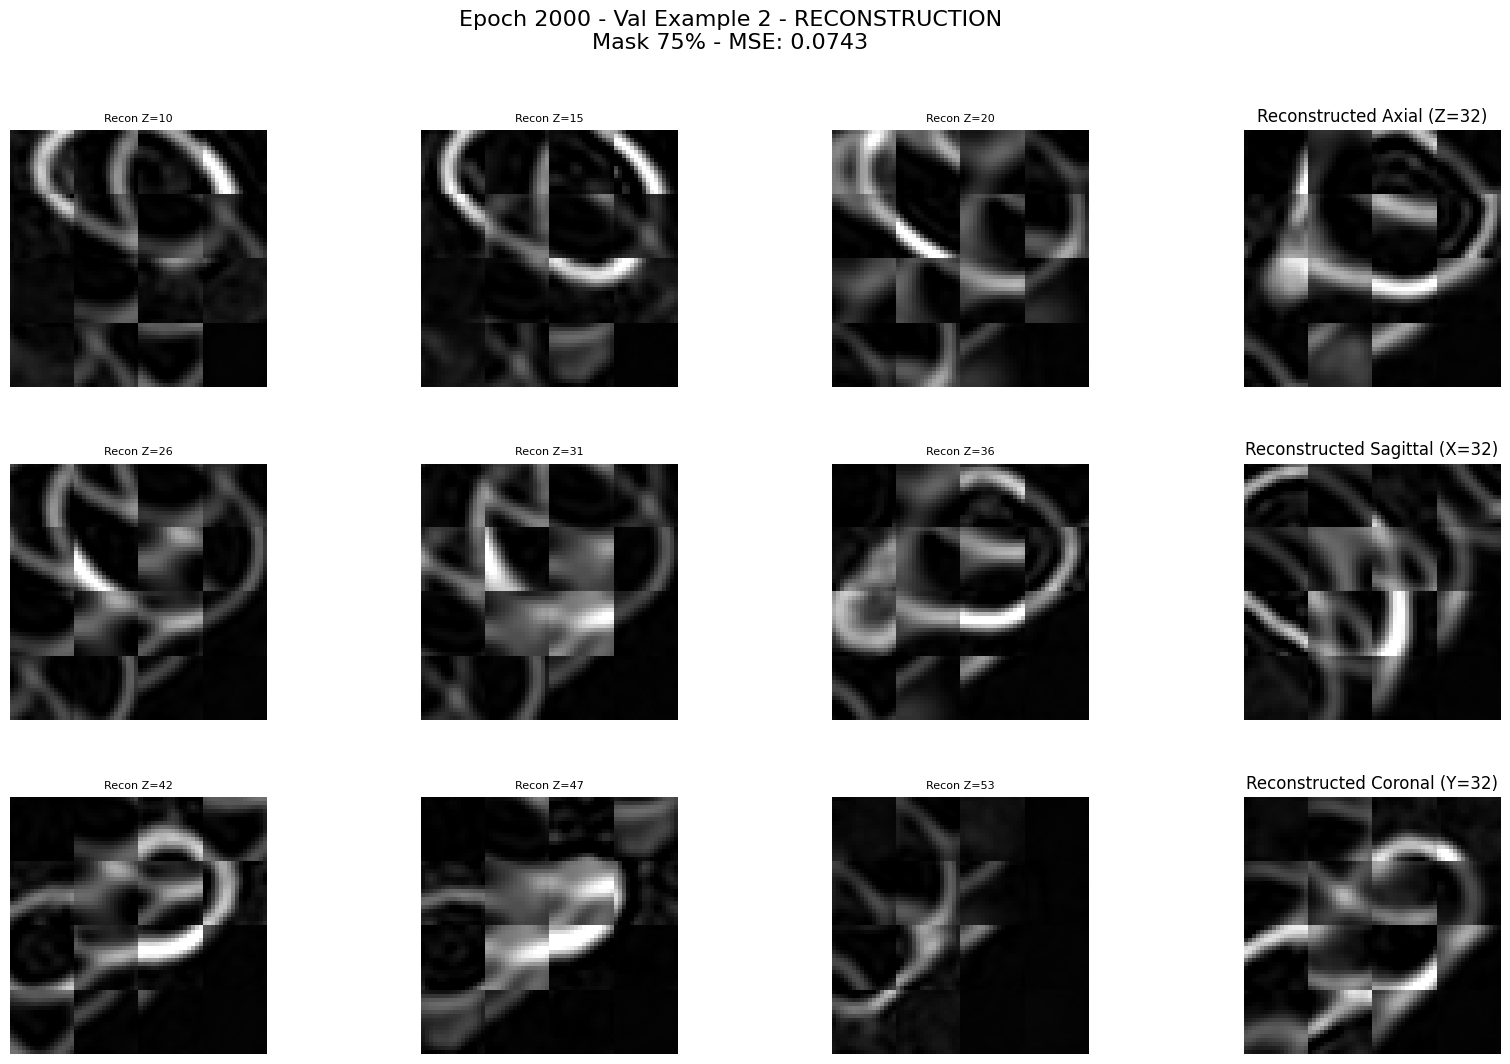 Epoch 2000 - Val Example 2 - RECONSTRUCTION
Mask 75% - MSE: 0.0743
Recon Z=10
Recon Z=15
Recon Z=20
Reconstructed Axial (Z=32)
Recon Z=26
Recon Z=31
Recon Z=36
Reconstructed Sagittal (X=32)
Recon Z=42
Recon Z=47
Recon Z=53
Reconstructed Coronal (Y=32)